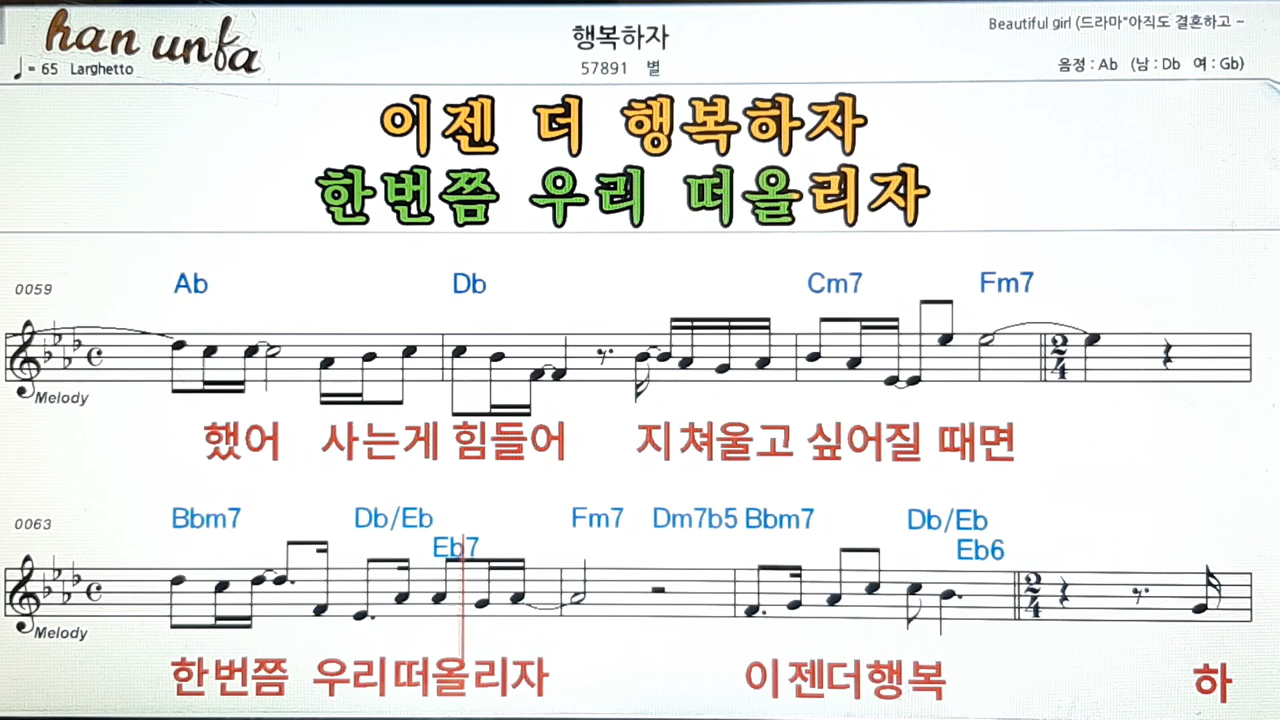 han unfa
행복하자
Beautiful girl (드라마"아직도 결혼하고 ~
♩= 65 Larghetto
57891 별
음정 : Ab (남 : Db 여 : Gb)
이젠 더 행복하자
한번쯤 우리 떠올리자
0059
Ab Db Cm7 Fm7
2
4
Melody
했어 사는게 힘들어 지쳐울고 싶어질 때면
0063
Bbm7 Db/Eb Fm7 Dm7b5 Bbm7 Db/Eb
Eb7 Eb6
2
4
Melody
한번쯤 우리떠올리자 이젠더행복 하